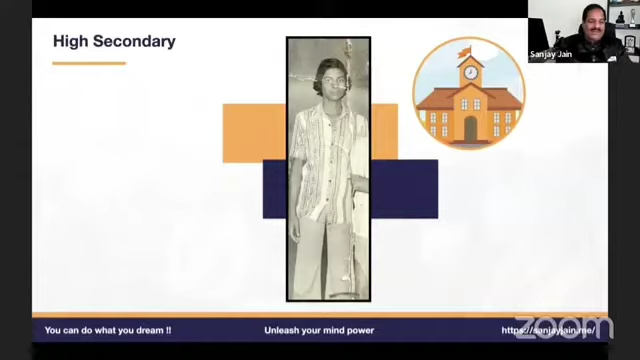 High Secondary
Sanjay Jain
You can do what you dream !!
Unleash your mind power
https://sanjayjain.me/
zoom